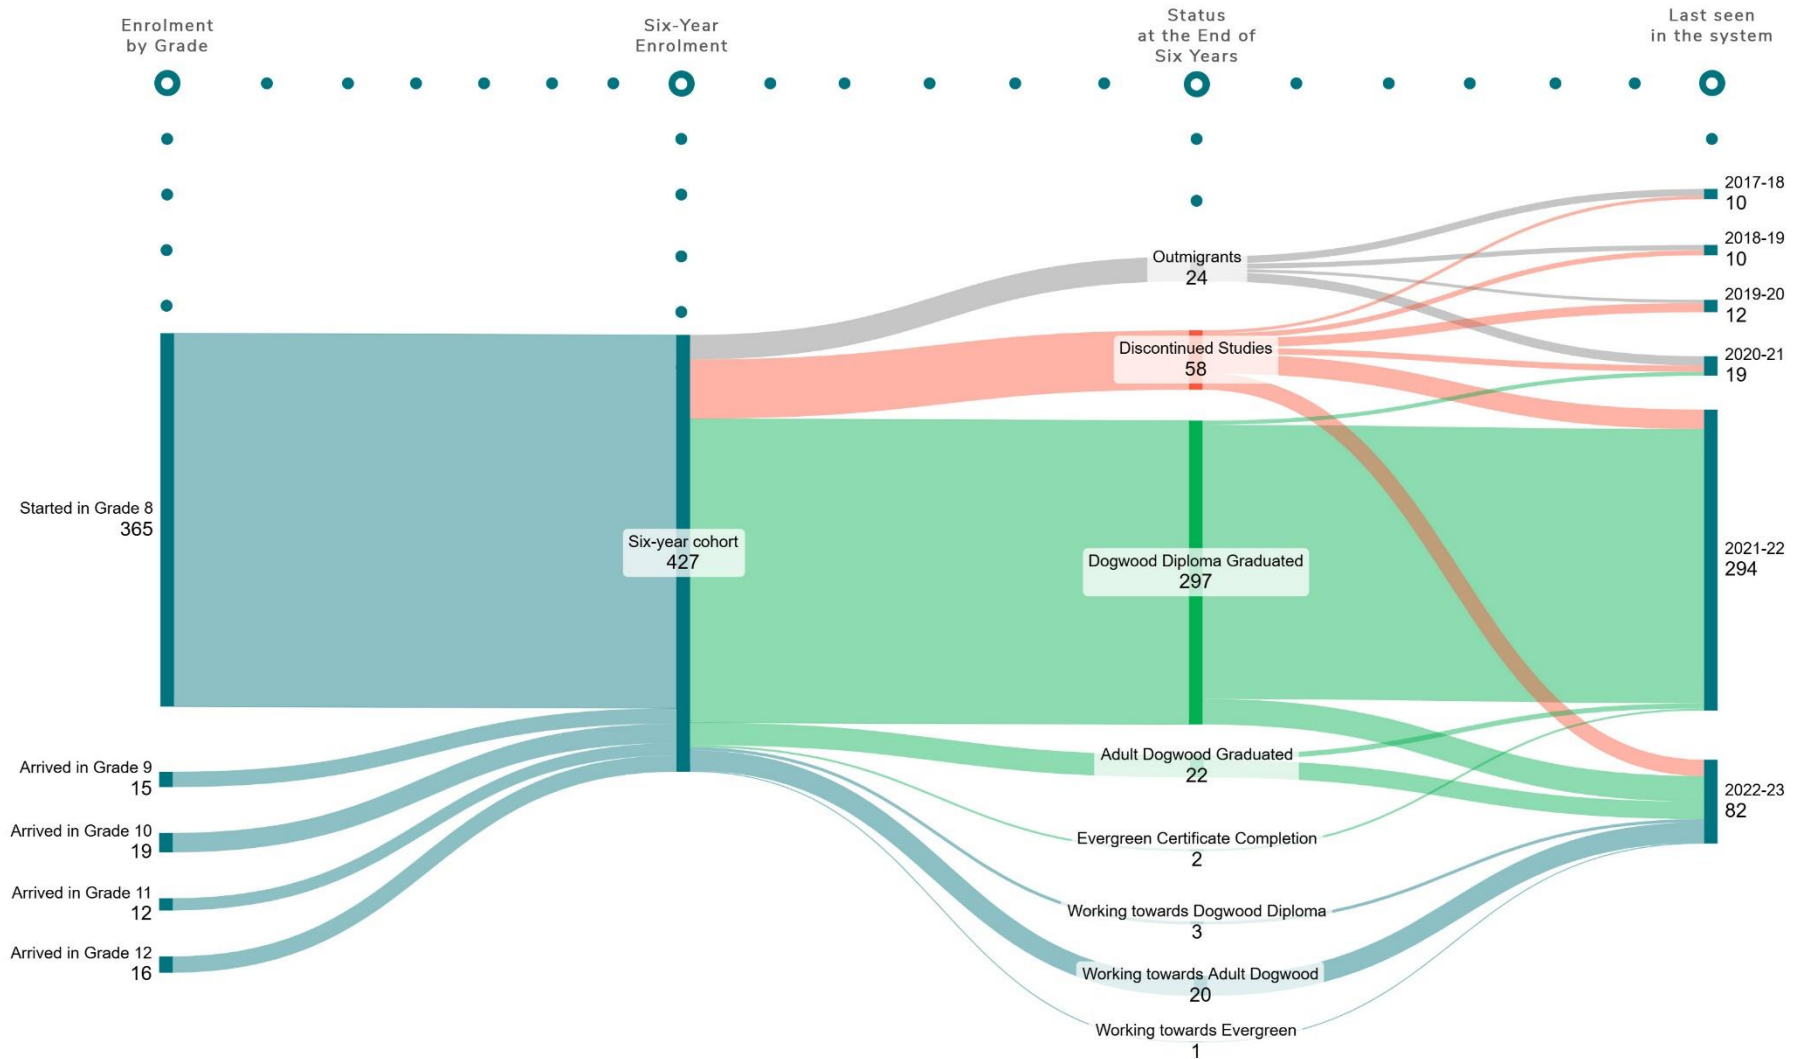 Enrolment
by Grade
Six-Year
Enrolment
Status
at the End of
Six Years
Last seen
in the system
Started in Grade 8
365
Arrived in Grade 9
15
Arrived in Grade 10
19
Arrived in Grade 11
12
Arrived in Grade 12
16
Six-year cohort
427
Outmigrants
24
Discontinued Studies
58
Dogwood Diploma Graduated
297
Adult Dogwood Graduated
22
Evergreen Certificate Completion
2
Working towards Dogwood Diploma
3
Working towards Adult Dogwood
20
Working towards Evergreen
1
2017-18
10
2018-19
10
2019-20
12
2020-21
19
2021-22
294
2022-23
82